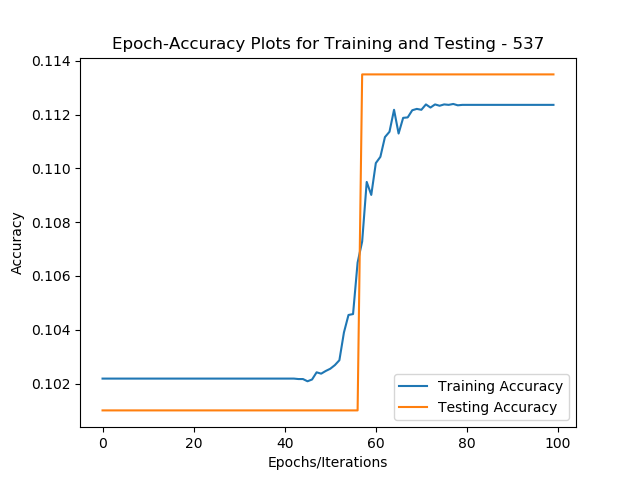 Epoch-Accuracy Plots for Training and Testing - 537
0.114
0.112
0.110
0.108
0.106
0.104
0.102
Accuracy
0
20
40
60
80
100
Epochs/Iterations
Training Accuracy
Testing Accuracy